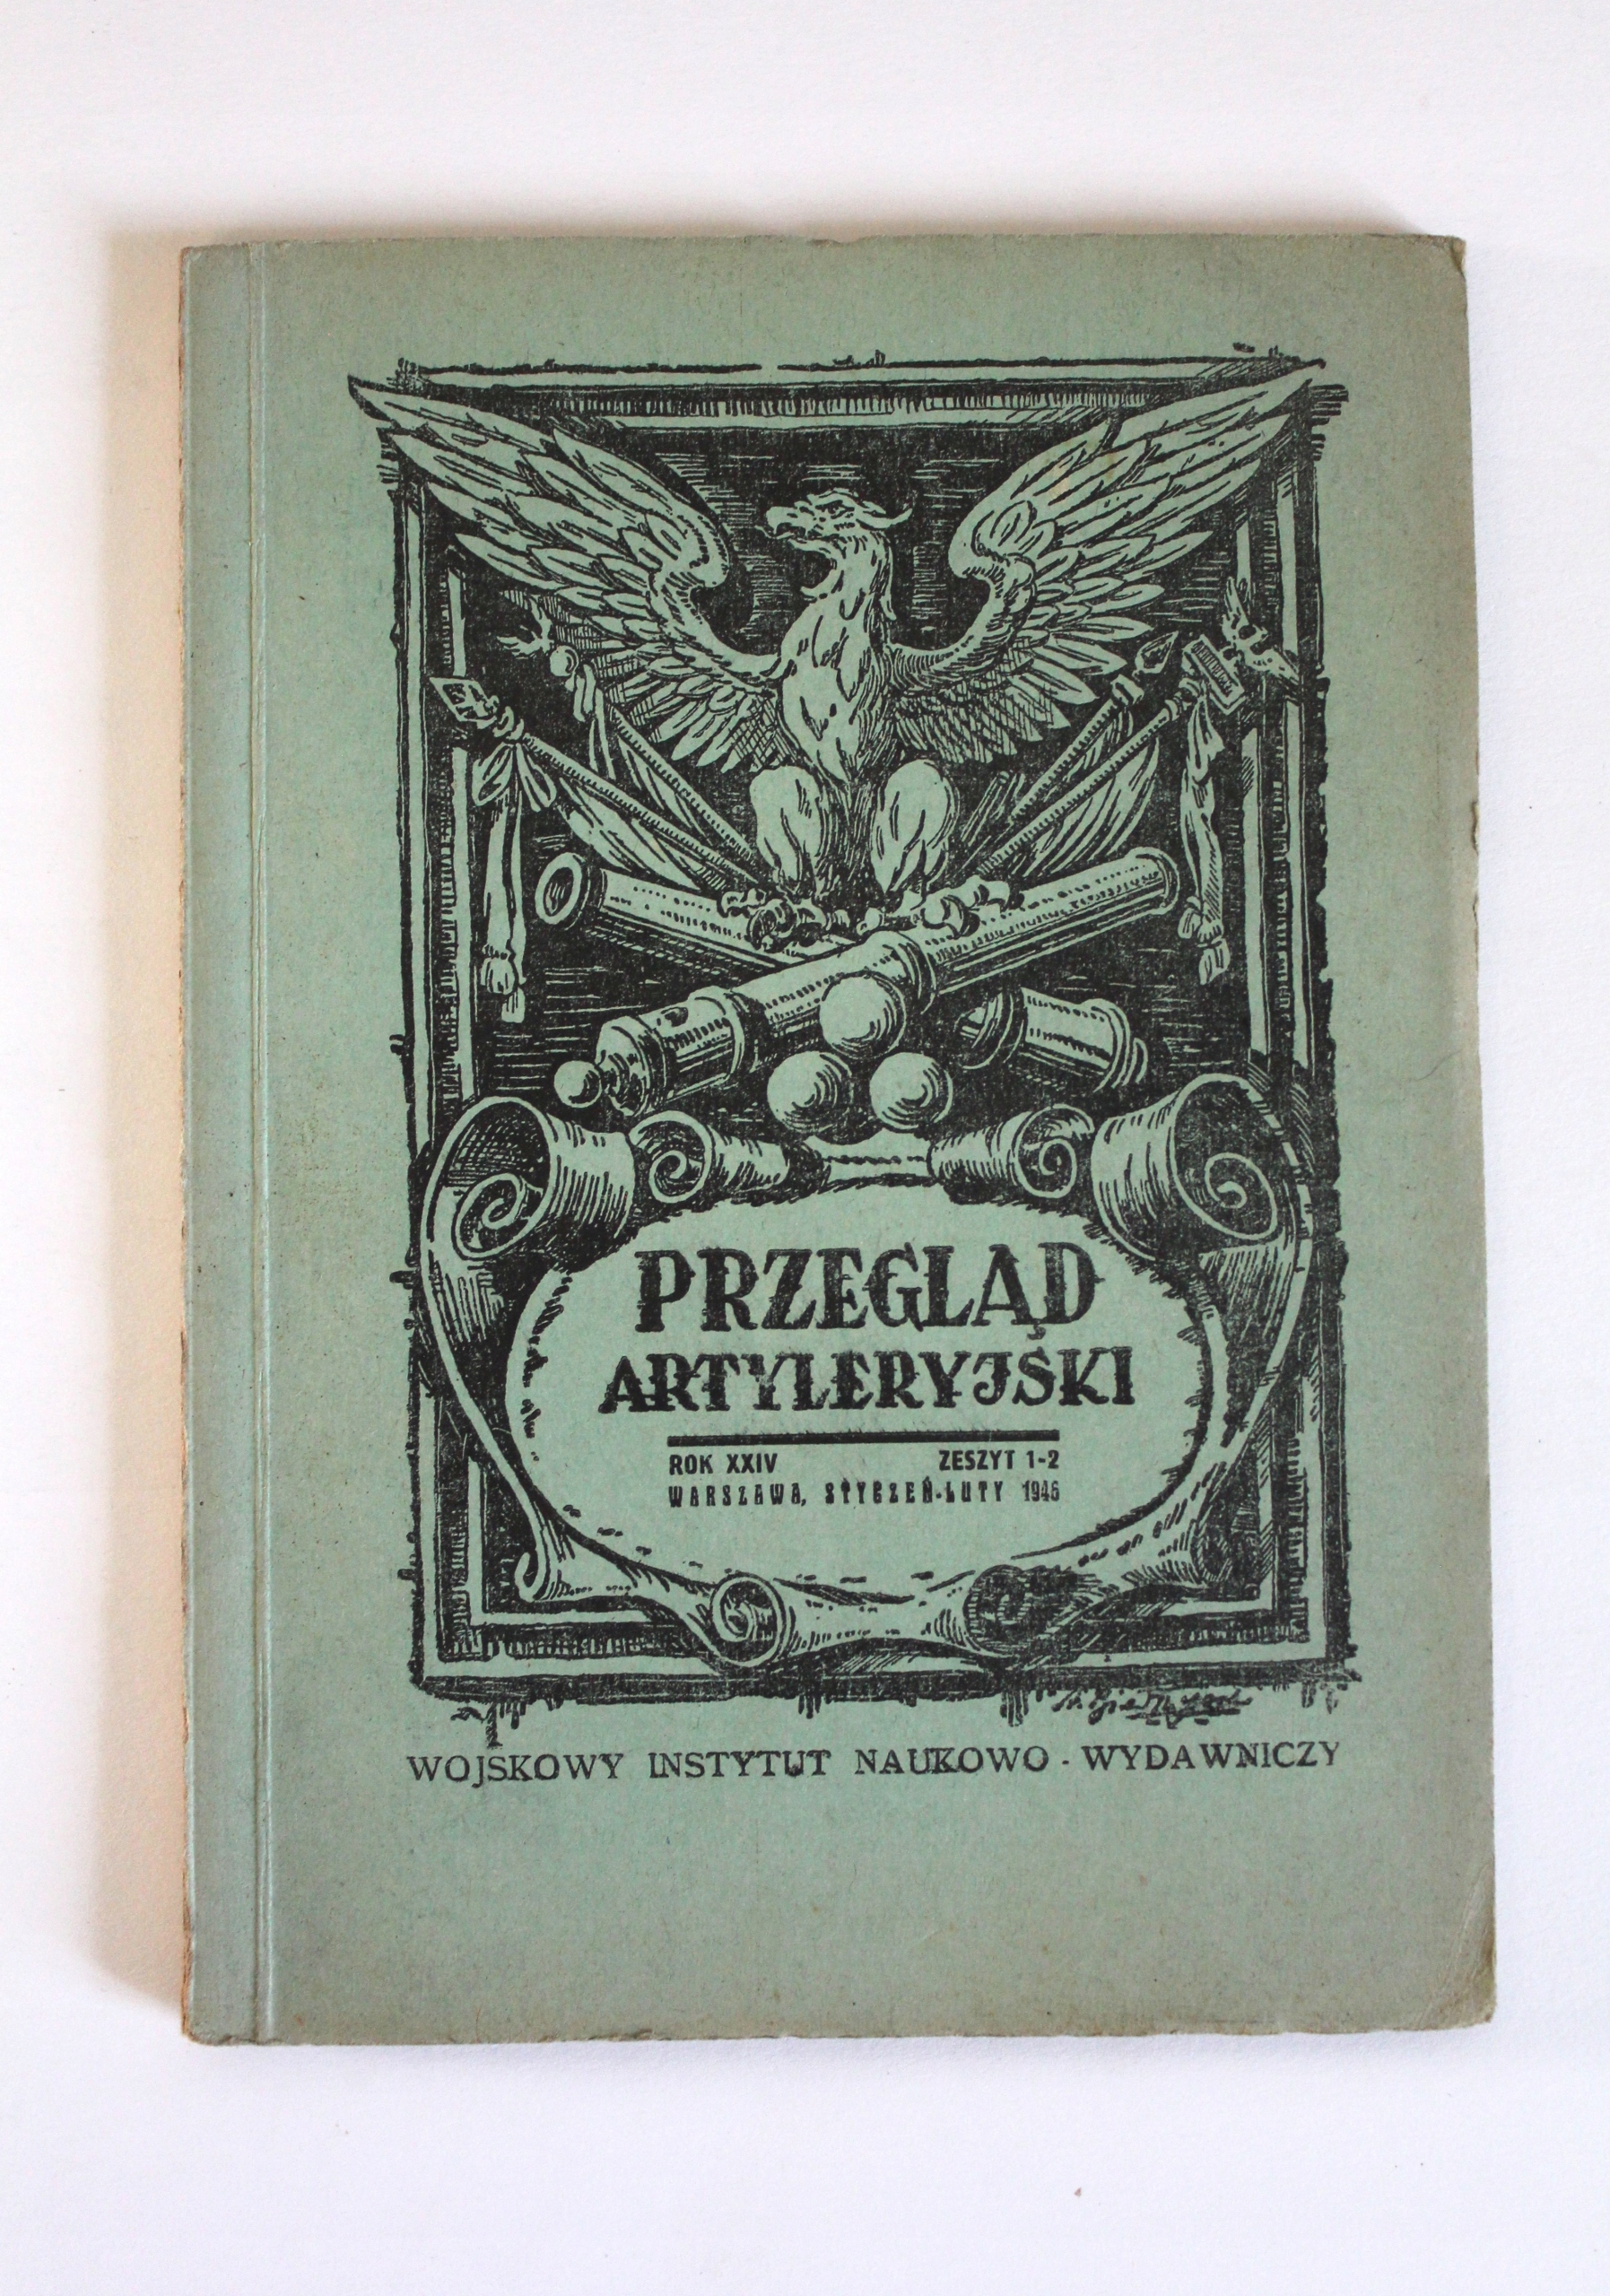 PRZEGLĄD
ARTYLERYJSKI
ROK XXIV ZESZYT 1-2
WARSZAWA, STYCZEŃ-LUTY 1946
WOJSKOWY INSTYTUT NAUKOWO - WYDAWNICZY